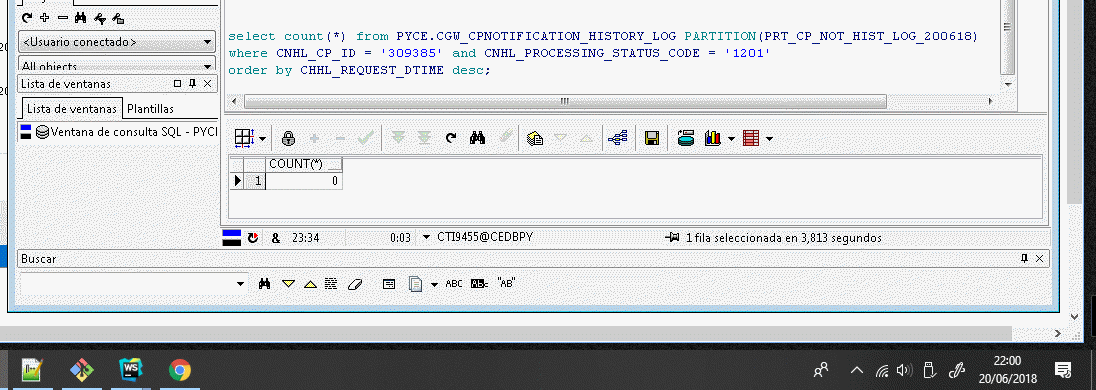 select count(*) from PYCE.CGW_CPNOTIFICATION_HISTORY_LOG PARTITION(PRT_CP_NOT_HIST_LOG_200618)
where CNHL_CP_ID = '309385' and CNHL_PROCESSING_STATUS_CODE = '1201'
order by CHHL_REQUEST_DTIME desc;
<Usuario conectado>
All objects
Lista de ventanas
Lista de ventanas Plantillas
Ventana de consulta SQL - PYCI
COUNT(*)
1 0
& 23:34 0:03 CTI9455@CEDBPY 1 fila seleccionada en 3,813 segundos
Buscar
ABC ABc "AB"
WS
22:00
20/06/2018